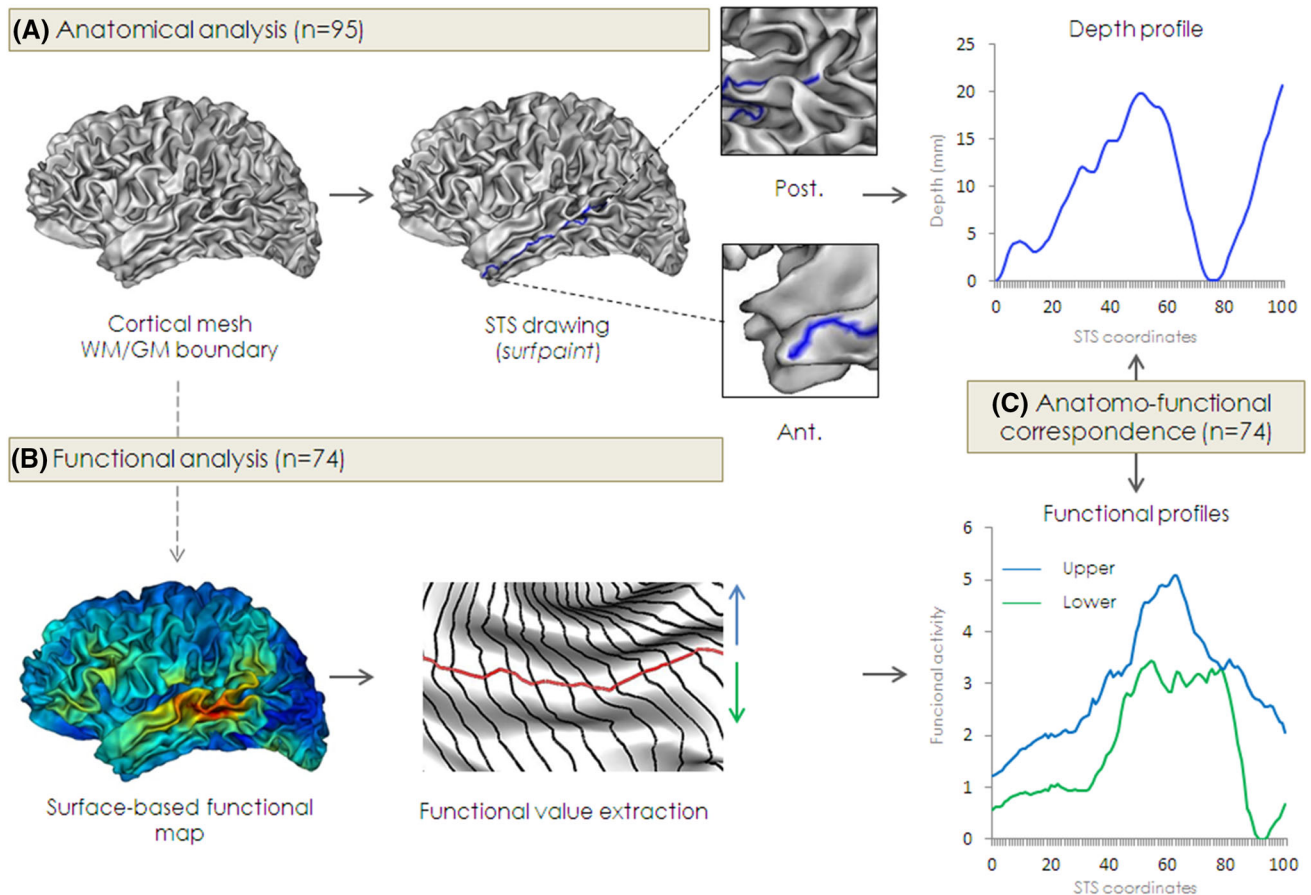 (A) Anatomical analysis (n=95)
Cortical mesh
WM/GM boundary
STS drawing
(surfpaint)
Post.
Ant.
Depth profile
25
20
15
10
5
0
Depth (mm)
0 20 40 60 80 100
STS coordinates
(B) Functional analysis (n=74)
Surface-based functional
map
Functional value extraction
(C) Anatomo-functional
correspondence (n=74)
Functional profiles
6
5
4
3
2
1
0
Funcional activity
Upper
Lower
0 20 40 60 80 100
STS coordinates